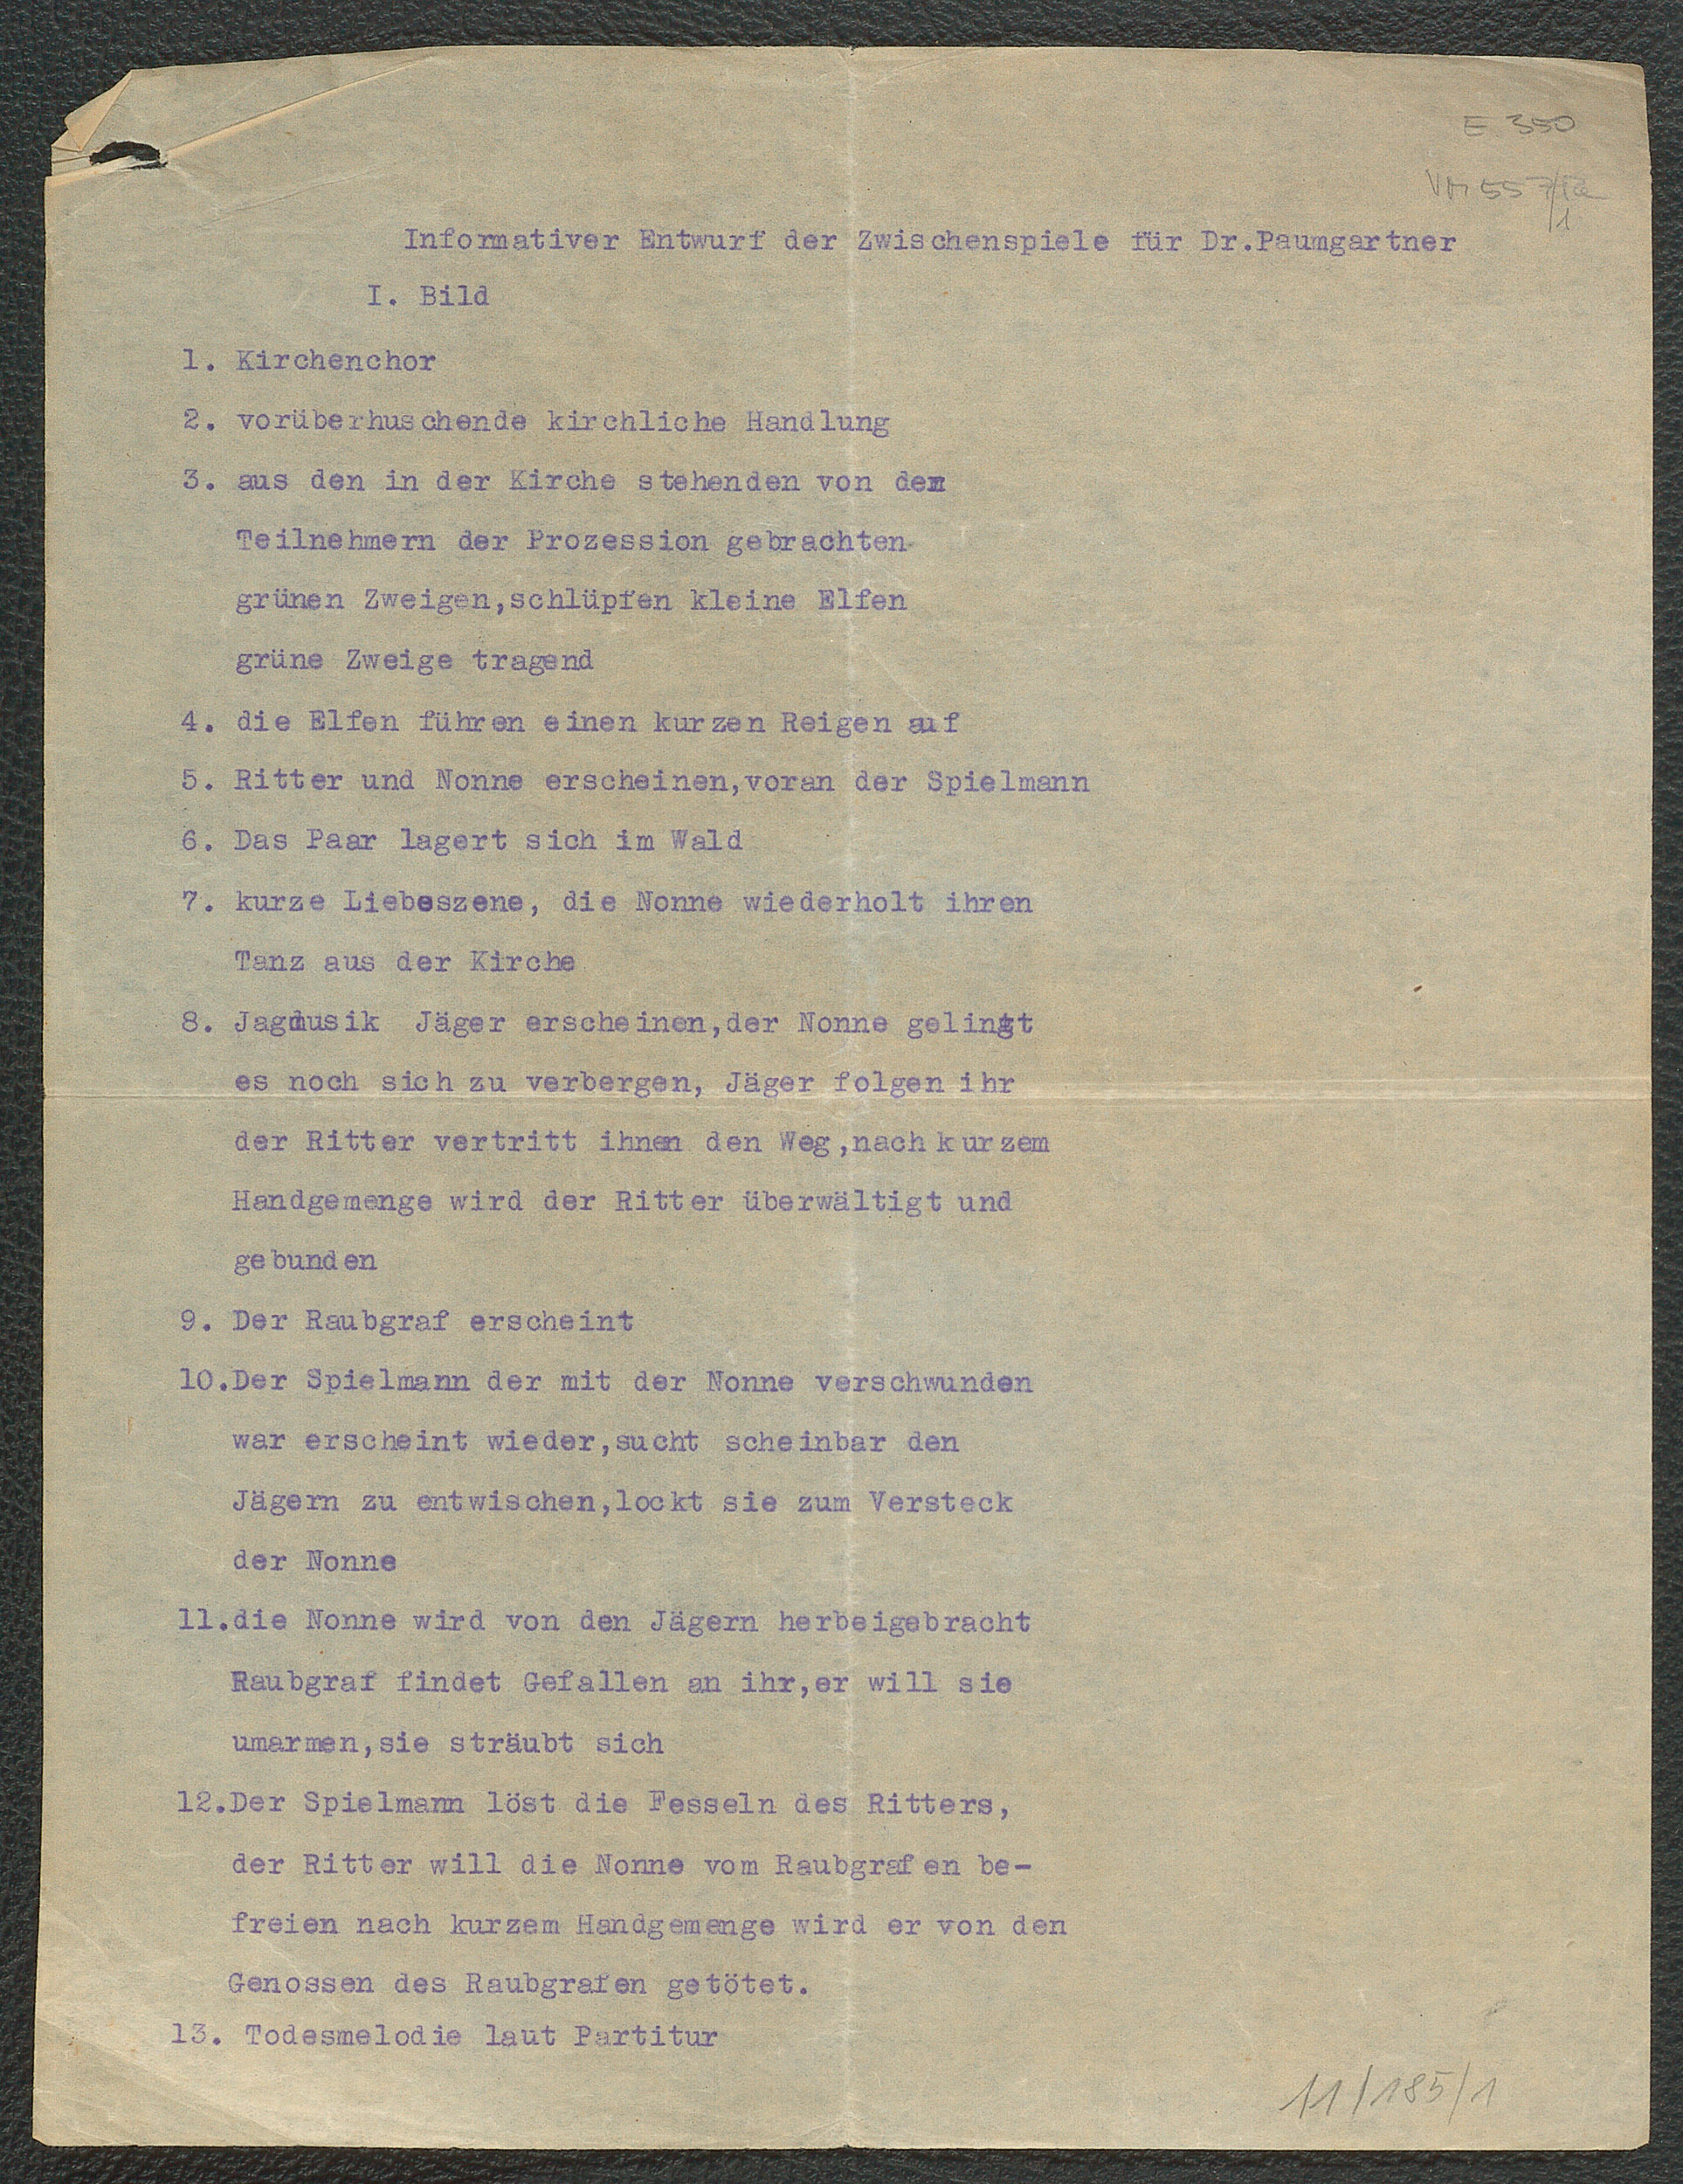 E 350
Informativer Entwurf der Zwischenspiele für Dr.Paumgartner
I. Bild
1. Kirchenchor
2. vorüberhuschende kirchliche Handlung
3. aus den in der Kirche stehenden von den
Teilnehmern der Prozession gebrachten
grünen Zweigen,schlüpfen kleine Elfen
grüne Zweige tragend
4. die Elfen führen einen kurzen Reigen auf
5. Ritter und Nonne erscheinen,voran der Spielmann
6. Das Paar lagert sich im Wald
7. kurze Liebeszene, die Nonne wiederholt ihren
Tanz aus der Kirche
8. Jagdmusik Jäger erscheinen,der Nonne gelingt
es noch sich zu verbergen, Jäger folgen ihr
der Ritter vertritt ihnen den Weg,nach kurzem
Handgemenge wird der Ritter überwältigt und
gebunden
9. Der Raubgraf erscheint
10.Der Spielmann der mit der Nonne verschwunden
war erscheint wieder,sucht scheinbar den
Jägern zu entwischen,lockt sie zum Versteck
der Nonne
11.die Nonne wird von den Jägern herbeigebracht
Raubgraf findet Gefallen an ihr,er will sie
umarmen,sie sträubt sich
12.Der Spielmann löst die Fesseln des Ritters,
der Ritter will die Nonne vom Raubgrafen be-
freien nach kurzem Handgemenge wird er von den
Genossen des Raubgrafen getötet.
13. Todesmelodie laut Partitur
11/185/1